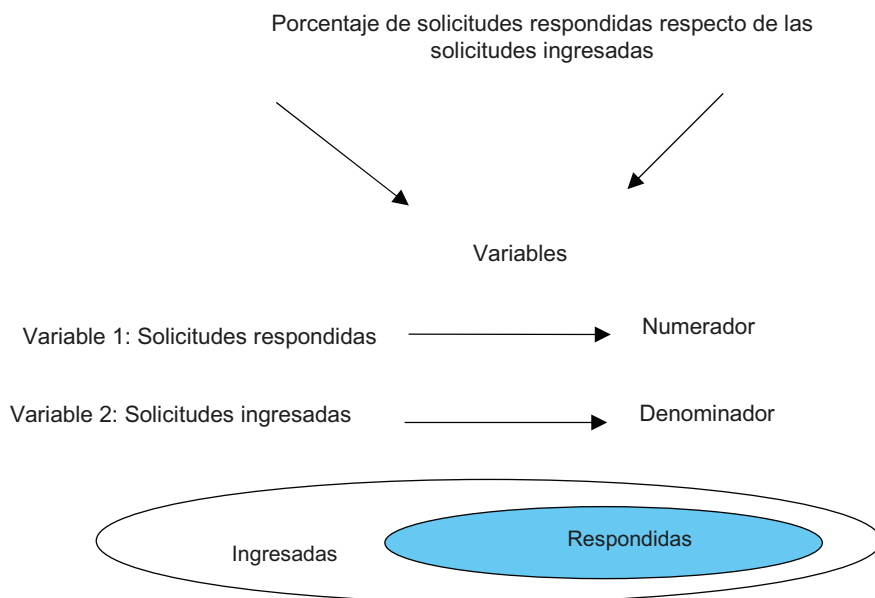 Porcentaje de solicitudes respondidas respecto de las
solicitudes ingresadas
Variables
Variable 1: Solicitudes respondidas
Numerador
Variable 2: Solicitudes ingresadas
Denominador
Ingresadas
Respondidas